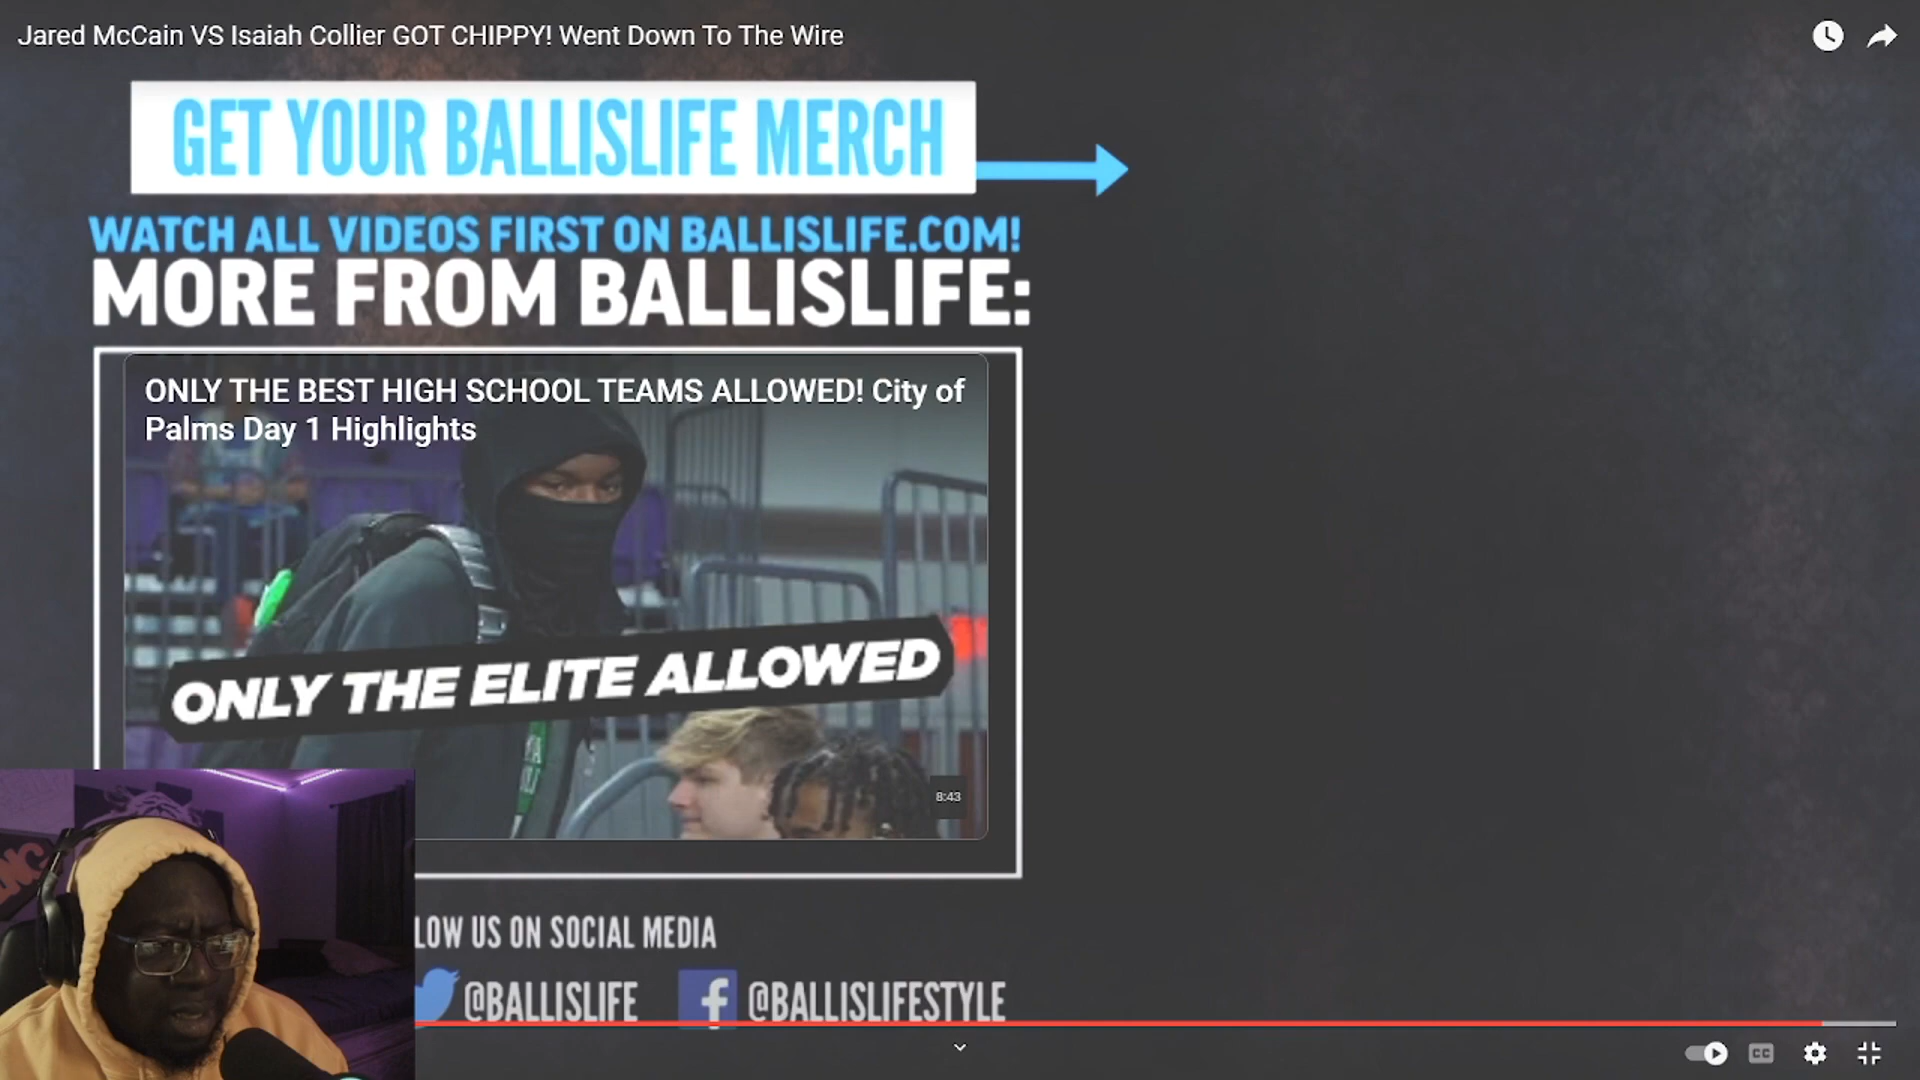 Jared McCain VS Isaiah Collier GOT CHIPPY! Went Down To The Wire
GET YOUR BALLISLIFE MERCH
WATCH ALL VIDEOS FIRST ON BALLISLIFE.COM!
MORE FROM BALLISLIFE:
ONLY THE BEST HIGH SCHOOL TEAMS ALLOWED! City of
Palms Day 1 Highlights
ONLY THE ELITE ALLOWED
8:43
LOW US ON SOCIAL MEDIA
@BALLISLIFE
@BALLISLIFESTYLE
CC